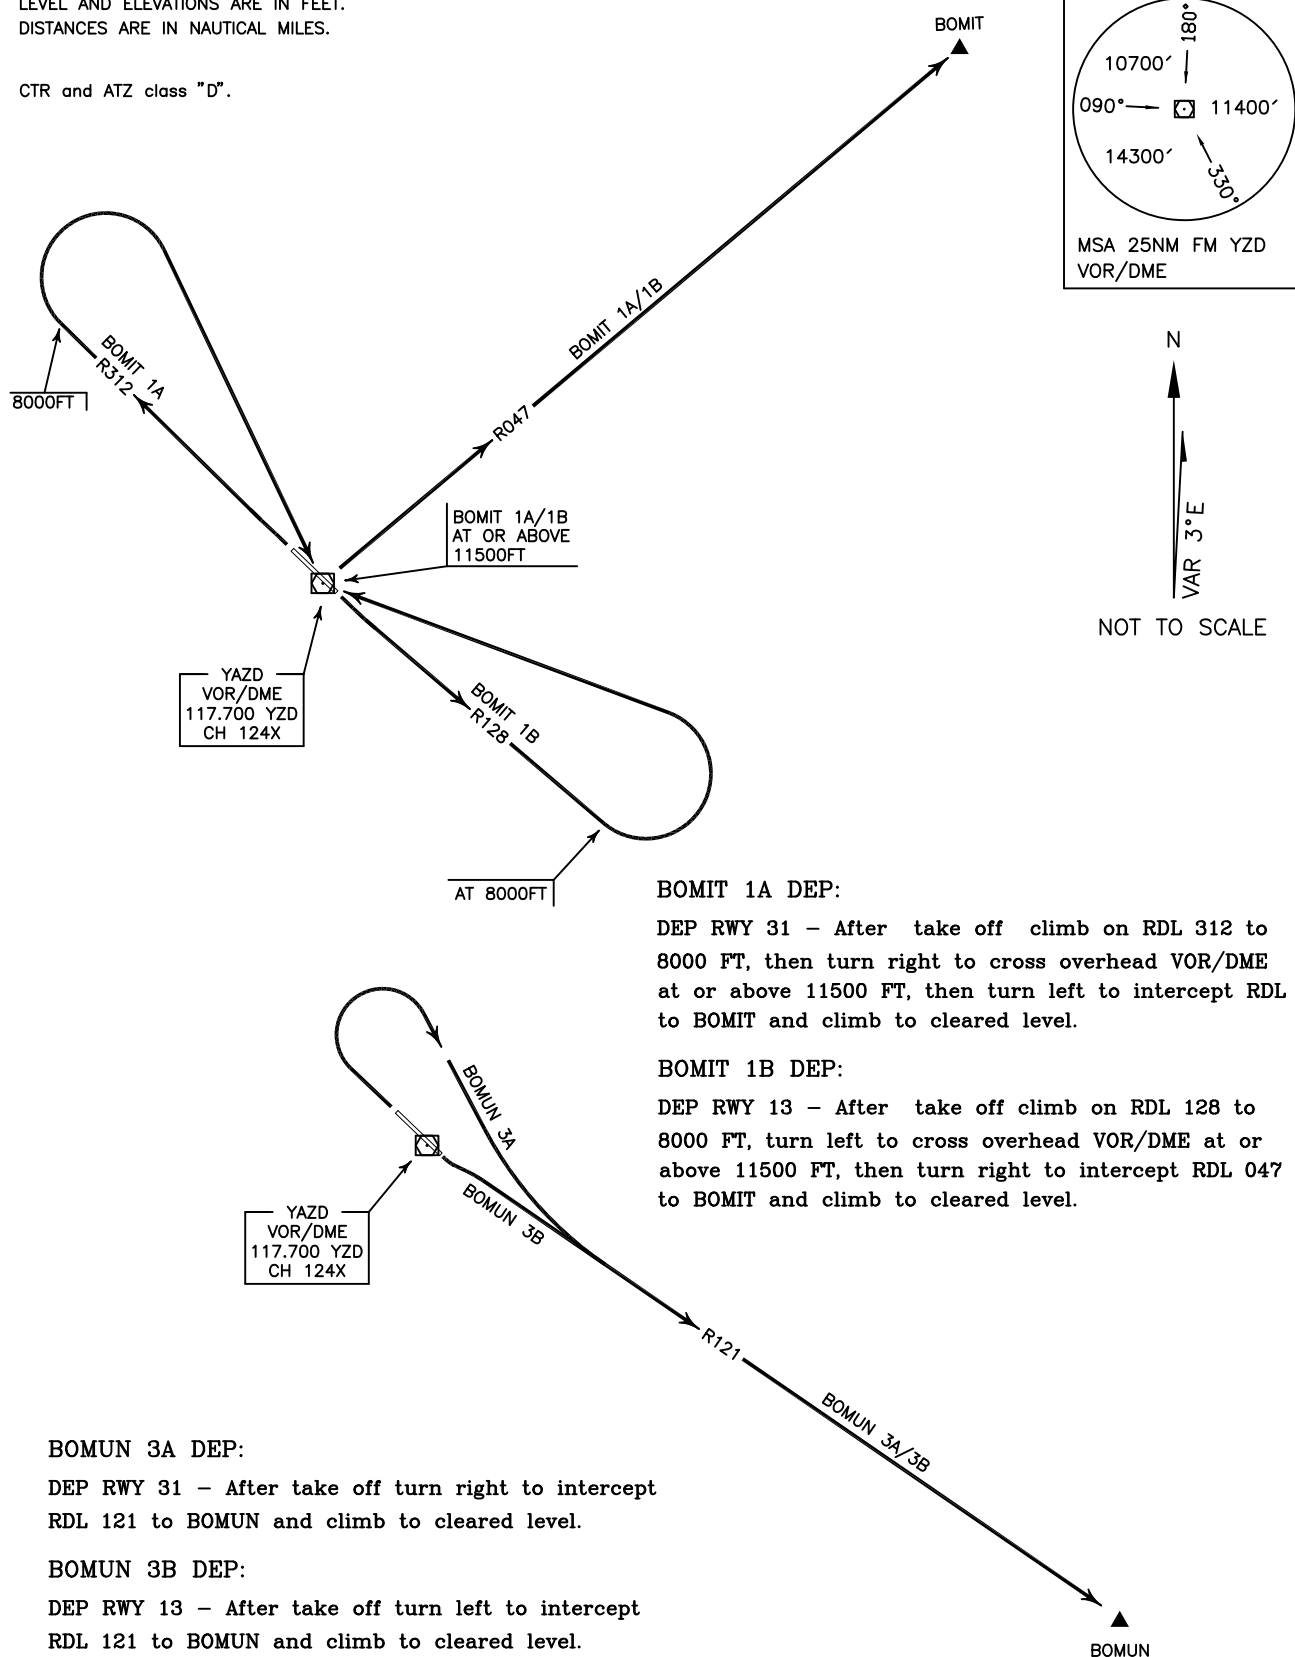 LEVEL AND ELEVATIONS ARE IN FEET.
DISTANCES ARE IN NAUTICAL MILES.
CTR and ATZ class "D".
BOMIT
180°
10700′
090°
11400′
14300′
330°
MSA 25NM FM YZD
VOR/DME
N
VAR 3°E
NOT TO SCALE
BOMIT 1A/1B
R047
BOMIT 1A
R312
8000FT
BOMIT 1A/1B
AT OR ABOVE
11500FT
YAZD
VOR/DME
117.700 YZD
CH 124X
BOMIT 1B
R128
AT 8000FT
BOMIT 1A DEP:
DEP RWY 31 – After take off climb on RDL 312 to
8000 FT, then turn right to cross overhead VOR/DME
at or above 11500 FT, then turn left to intercept RDL
to BOMIT and climb to cleared level.
BOMIT 1B DEP:
DEP RWY 13 – After take off climb on RDL 128 to
8000 FT, turn left to cross overhead VOR/DME at or
above 11500 FT, then turn right to intercept RDL 047
to BOMIT and climb to cleared level.
BOMUN 3A
BOMUN 3B
YAZD
VOR/DME
117.700 YZD
CH 124X
R121
BOMUN 3A/3B
BOMUN
BOMUN 3A DEP:
DEP RWY 31 – After take off turn right to intercept
RDL 121 to BOMUN and climb to cleared level.
BOMUN 3B DEP:
DEP RWY 13 – After take off turn left to intercept
RDL 121 to BOMUN and climb to cleared level.